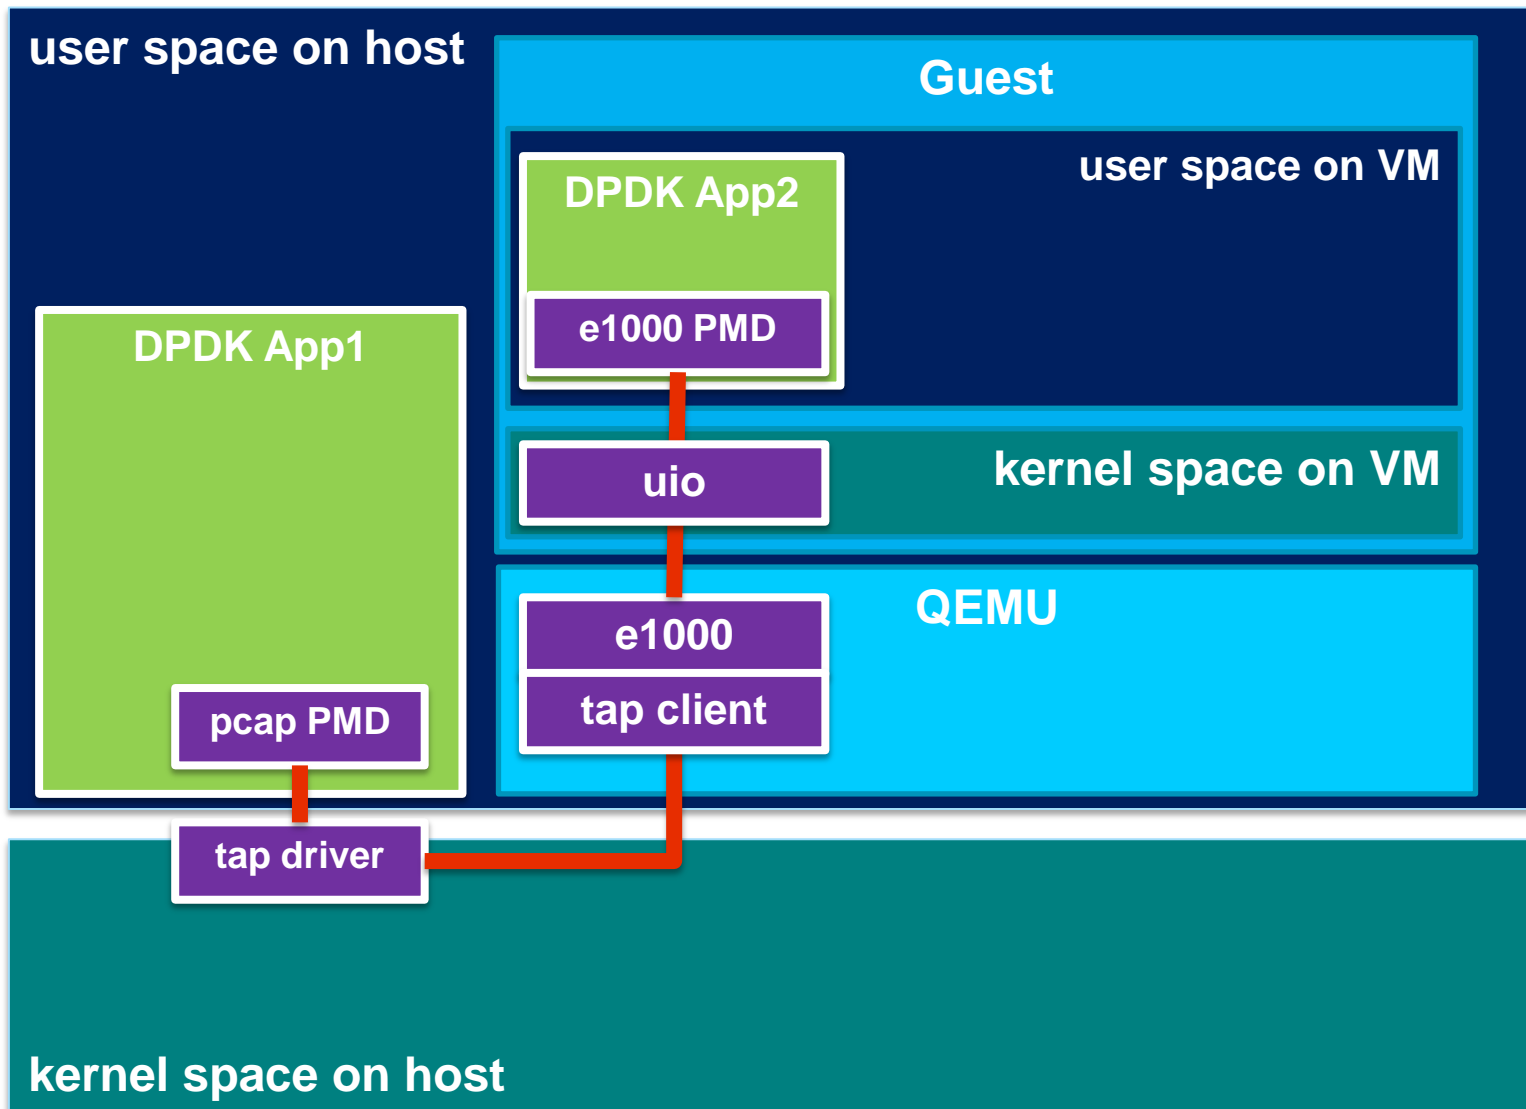 user space on host
Guest
user space on VM
DPDK App2
e1000 PMD
DPDK App1
kernel space on VM
uio
QEMU
e1000
tap client
pcap PMD
tap driver
kernel space on host